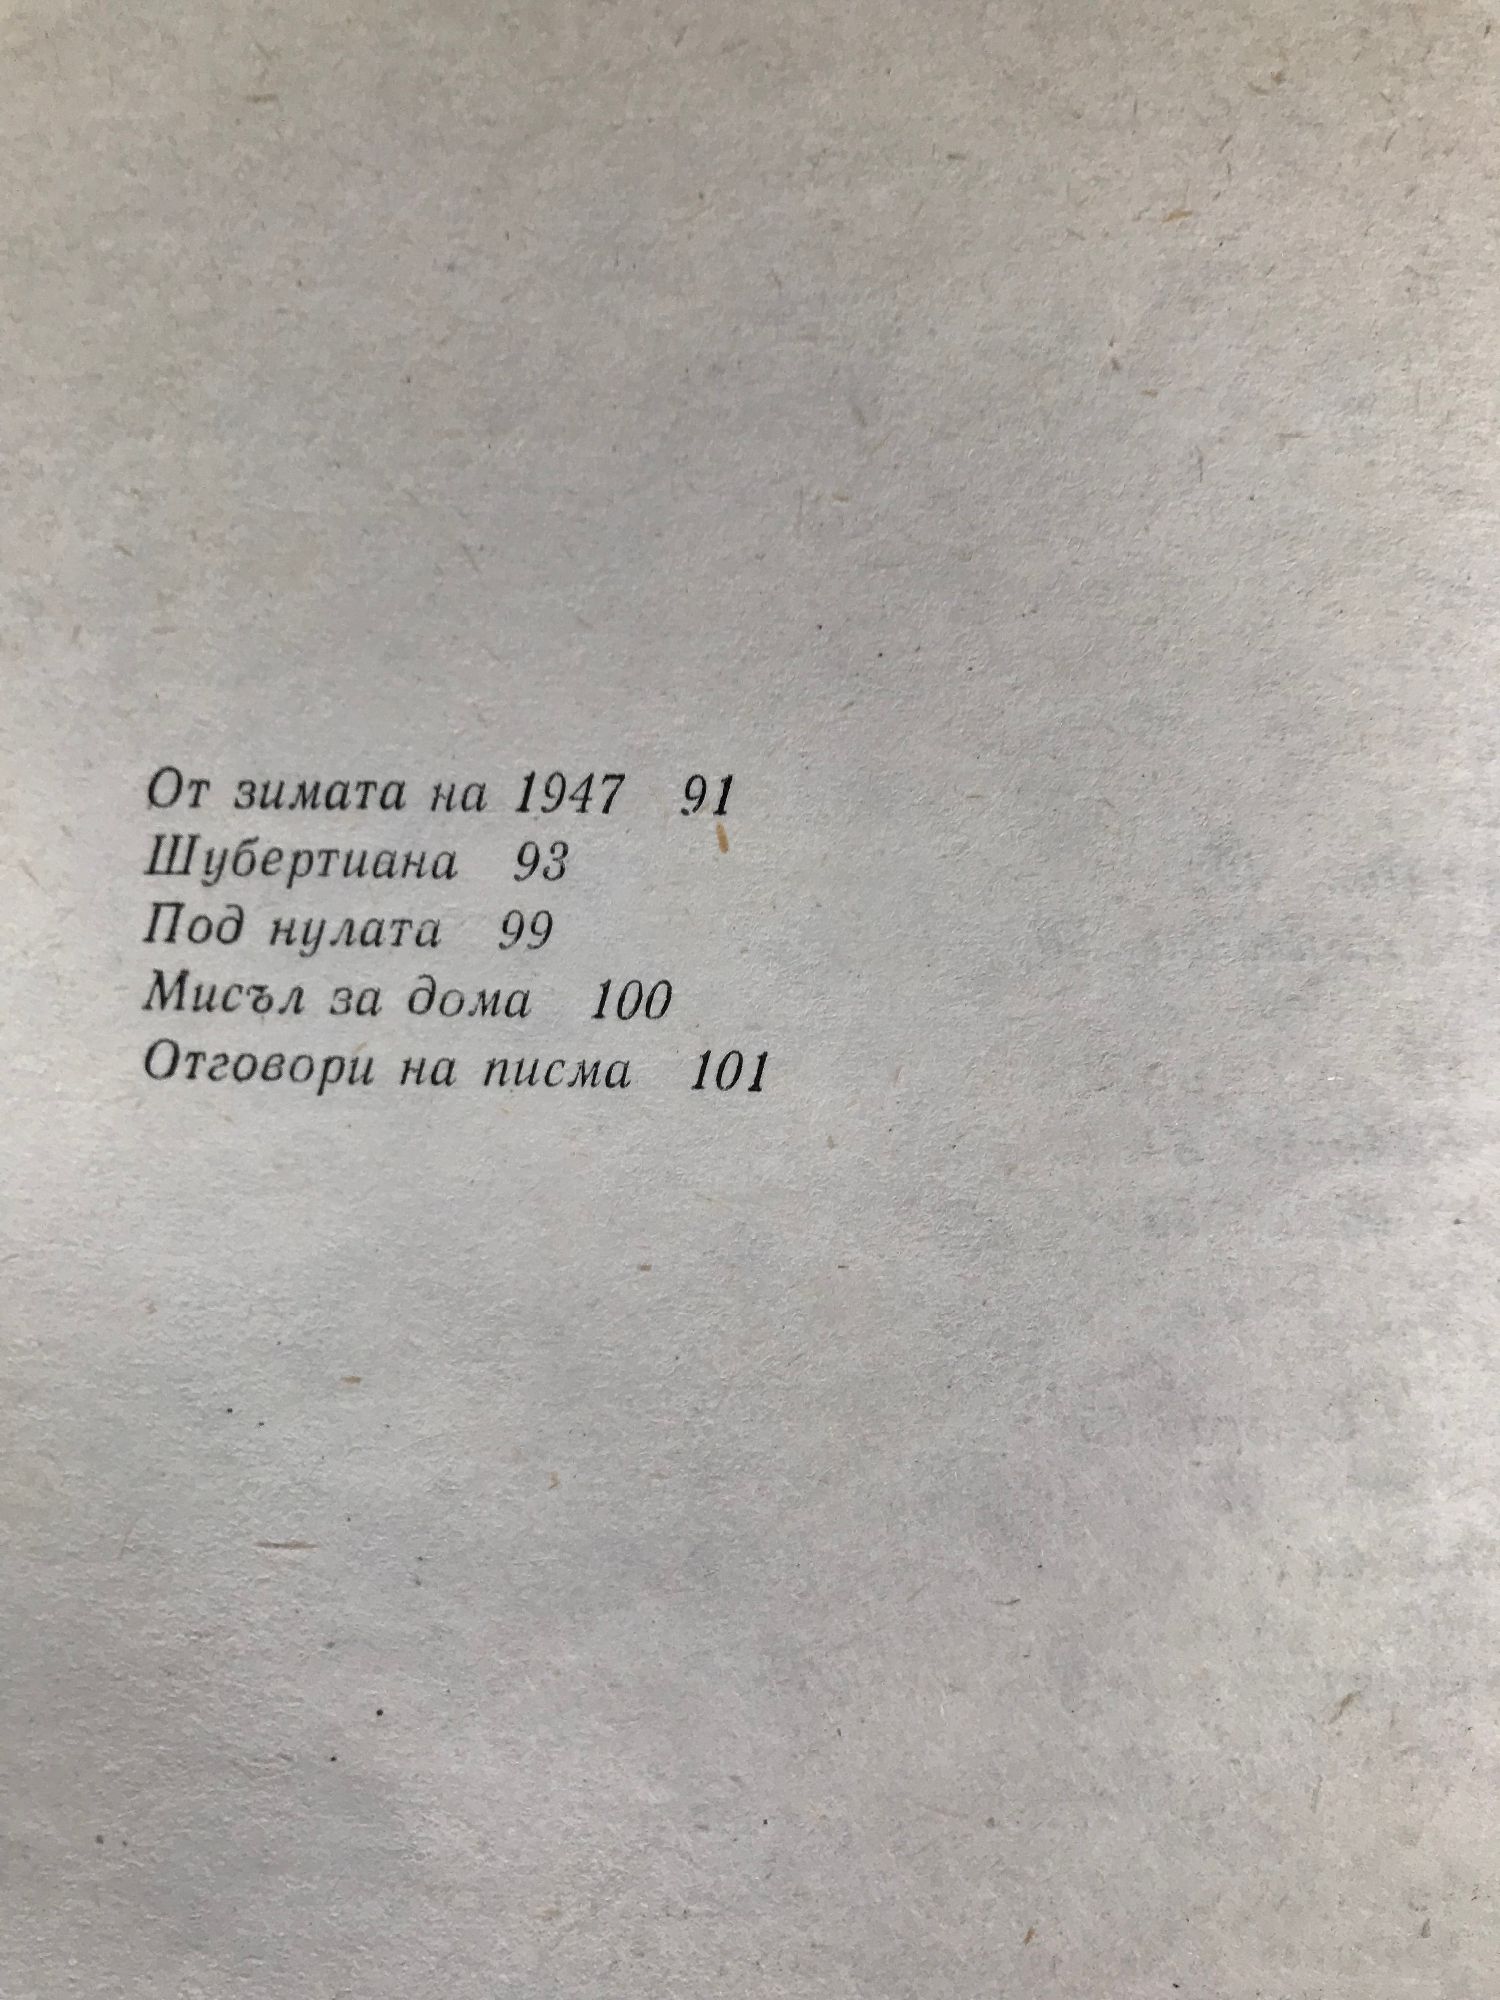 От зимата на 1947 91
Шубертиана 93
Под нулата 99
Мисъл за дома 100
Отговори на писма 101